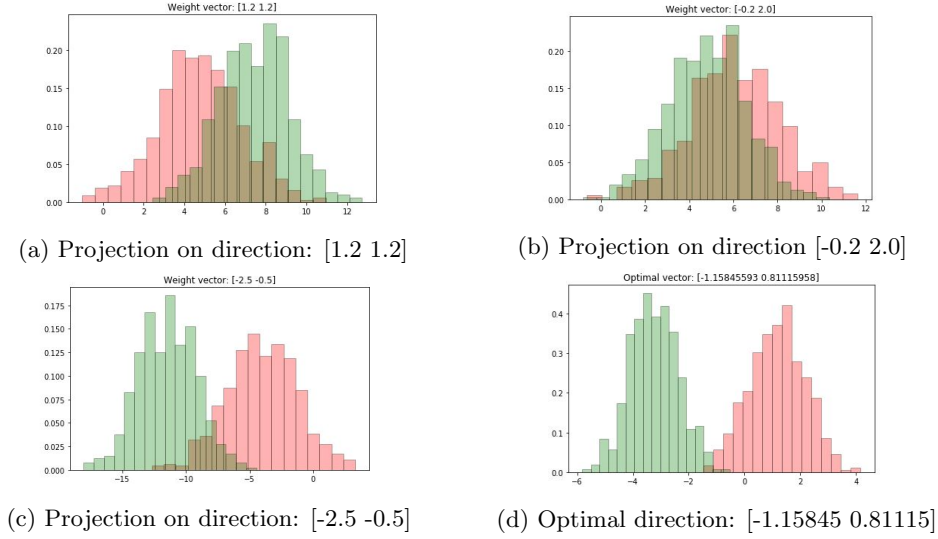 Weight vector: [1.2 1.2]
0.20
0.15
0.10
0.05
0.00
0 2 4 6 8 10 12
(a) Projection on direction: [1.2 1.2]
Weight vector: [-0.2 2.0]
0.20
0.15
0.10
0.05
0.00
0 2 4 6 8 10 12
(b) Projection on direction [-0.2 2.0]
Weight vector: [-2.5 -0.5]
0.175
0.150
0.125
0.100
0.075
0.050
0.025
0.000
−15 −10 −5 0
(c) Projection on direction: [-2.5 -0.5]
Optimal vector: [-1.15845593 0.81115958]
0.4
0.3
0.2
0.1
0.0
−6 −4 −2 0 2 4
(d) Optimal direction: [-1.15845 0.81115]